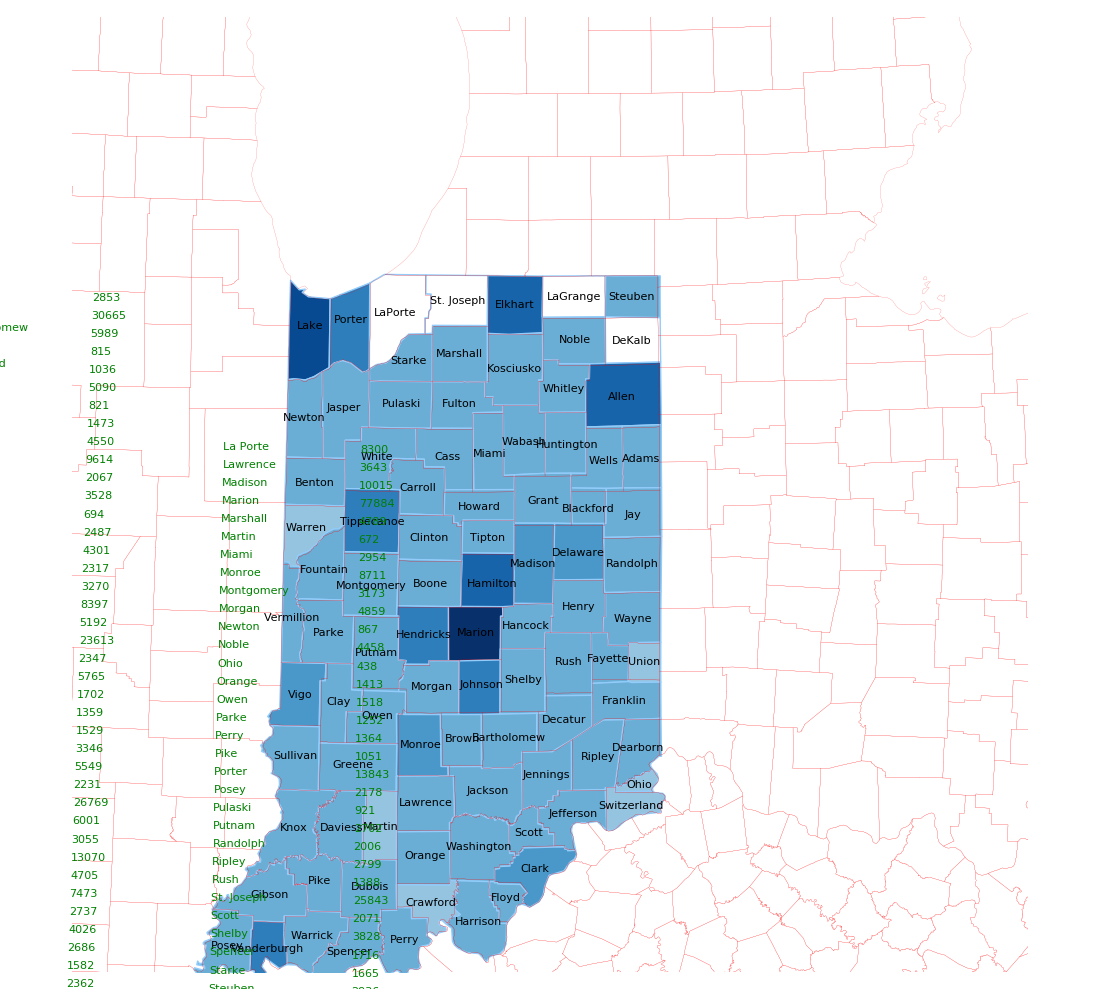 2853
30665
omew
5989
815
d
1036
5090
821
1473
4550
9614
2067
3528
694
2487
4301
2317
3270
8397
5192
23613
2347
5765
1702
1359
1529
3346
5549
2231
26769
6001
3055
13070
4705
7473
2737
4026
2686
1582
2362
La Porte
Lawrence
Madison
Marion
Marshall
Martin
Miami
Monroe
Montgomery
Morgan
Newton
Noble
Ohio
Orange
Owen
Parke
Perry
Pike
Porter
Posey
Pulaski
Putnam
Randolph
Ripley
Rush
St. Joseph
Scott
Shelby
Spencer
Starke
Steuben
8300
3643
10015
77884
672
2954
8711
3173
4859
867
4458
438
1413
1518
1232
1364
1051
13843
2178
921
2006
2799
1388
25843
2071
3828
1716
1665
Lake
Porter
LaPorte
St. Joseph
Elkhart
LaGrange
Steuben
Noble
DeKalb
Starke
Marshall
Kosciusko
Whitley
Allen
Newton
Jasper
Pulaski
Fulton
White
Cass
Miami
Wabash
Huntington
Wells
Adams
Benton
Carroll
Howard
Grant
Blackford
Jay
Warren
Tippecanoe
Clinton
Tipton
Madison
Delaware
Randolph
Fountain
Montgomery
Boone
Hamilton
Henry
Wayne
Vermillion
Parke
Putnam
Hendricks
Marion
Hancock
Rush
Fayette
Union
Vigo
Clay
Owen
Morgan
Johnson
Shelby
Decatur
Franklin
Sullivan
Greene
Monroe
Brown
Bartholomew
Jennings
Ripley
Dearborn
Ohio
Switzerland
Knox
Daviess
Martin
Lawrence
Jackson
Jefferson
Scott
Washington
Orange
Clark
Gibson
Pike
Dubois
Crawford
Floyd
Harrison
Posey
Vanderburgh
Warrick
Spencer
Perry